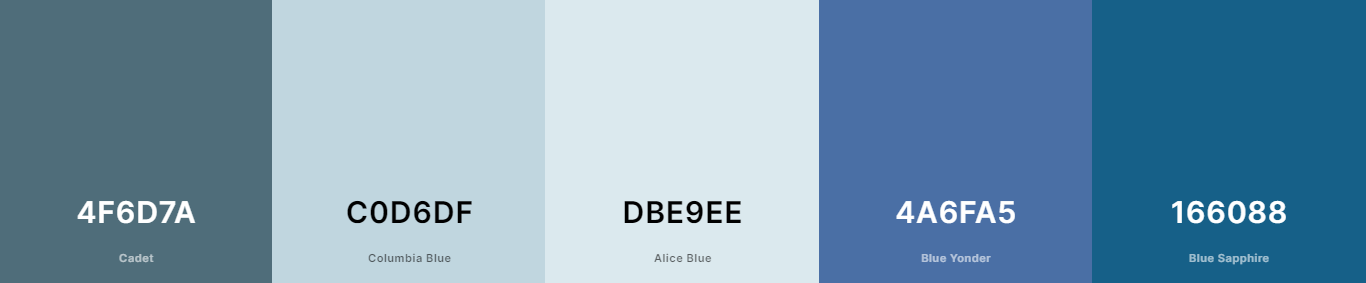 4F6D7A
Cadet
C0D6DF
Columbia Blue
DBE9EE
Alice Blue
4A6FA5
Blue Yonder
166088
Blue Sapphire